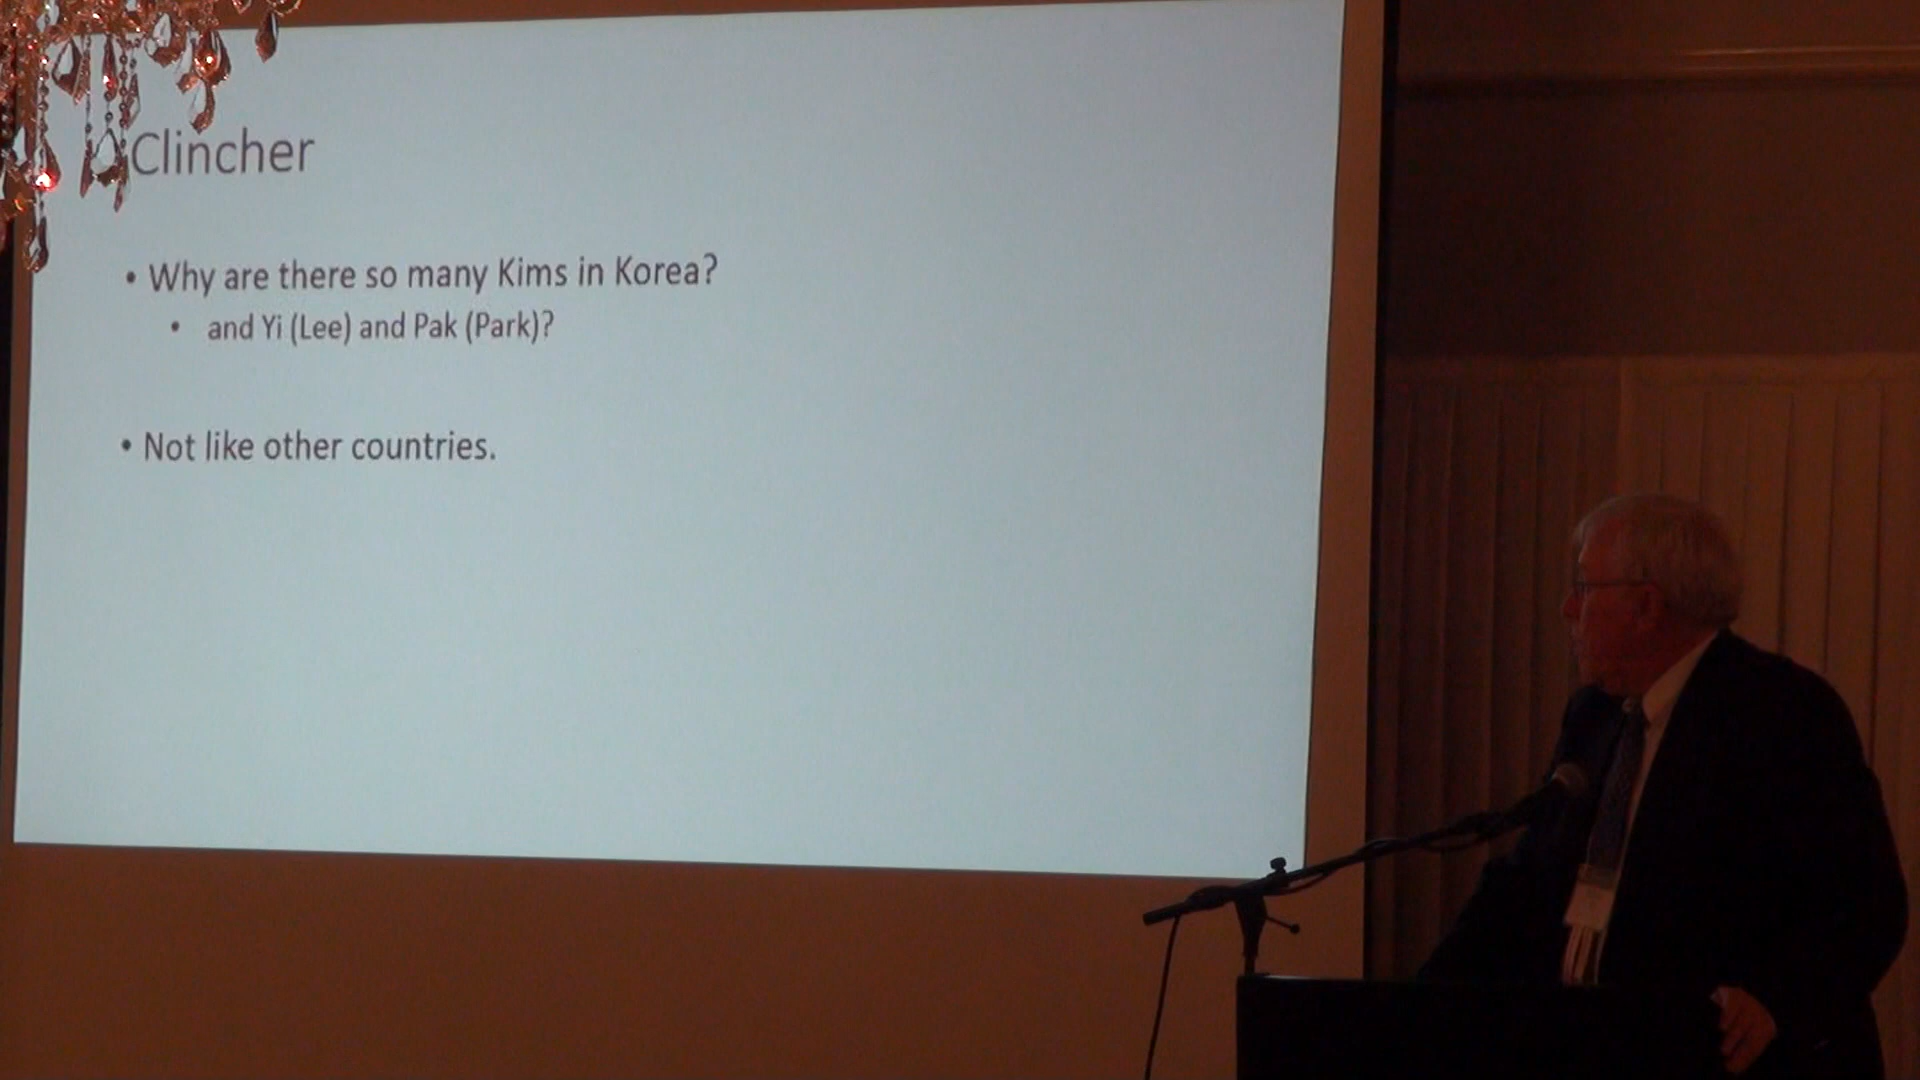 Clincher
• Why are there so many Kims in Korea?
• and Yi (Lee) and Pak (Park)?
• Not like other countries.